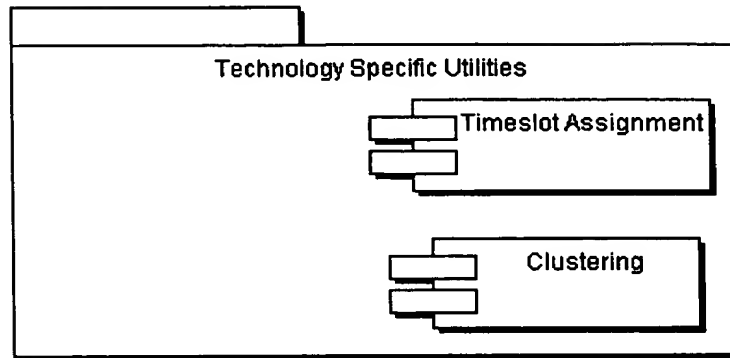 Technology Specific Utilities
Timeslot Assignment
Clustering